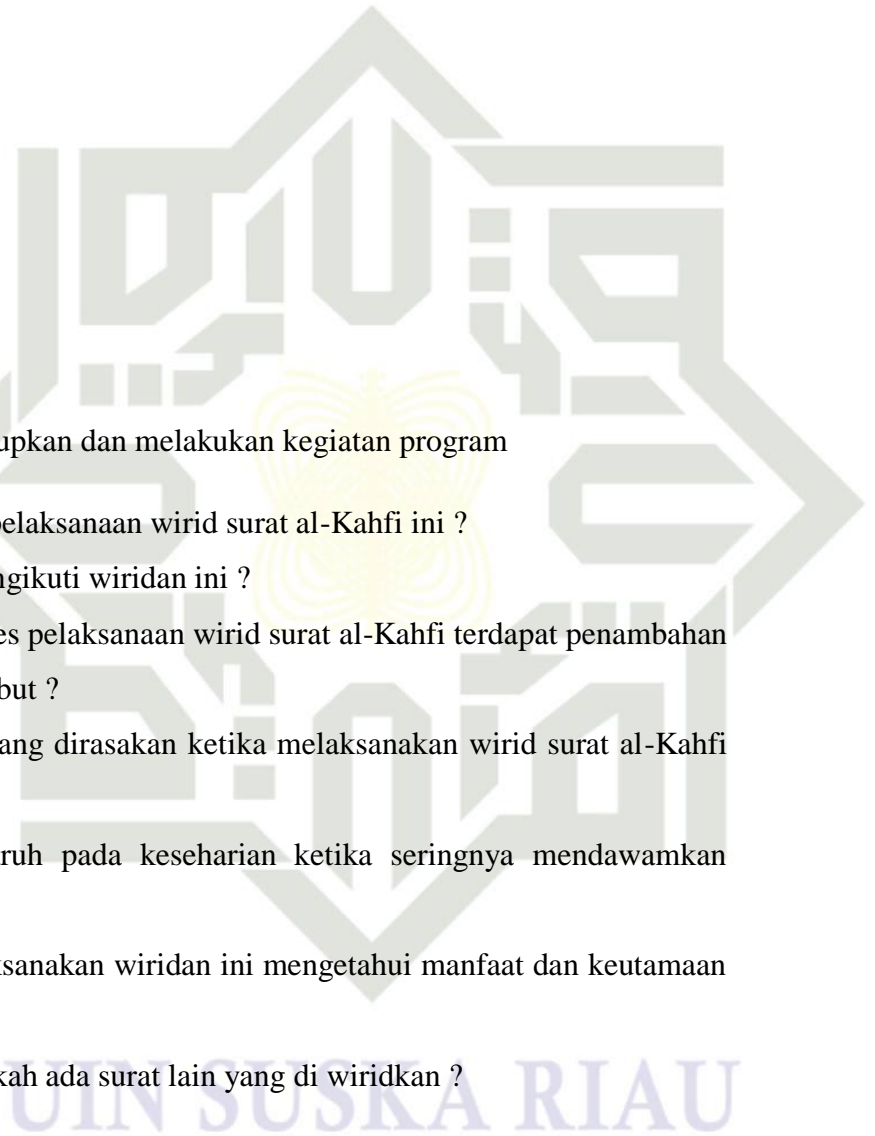 upkan dan melakukan kegiatan program
pelaksanaan wirid surat al-Kahfi ini ?
ngikuti wiridan ini ?
es pelaksanaan wirid surat al-Kahfi terdapat penambahan
but ?
ang dirasakan ketika melaksanakan wirid surat al-Kahfi
ruh pada keseharian ketika seringnya mendawamkan
ksanakan wiridan ini mengetahui manfaat dan keutamaan
kah ada surat lain yang di wiridkan ?
UIN SUSKA RIAU